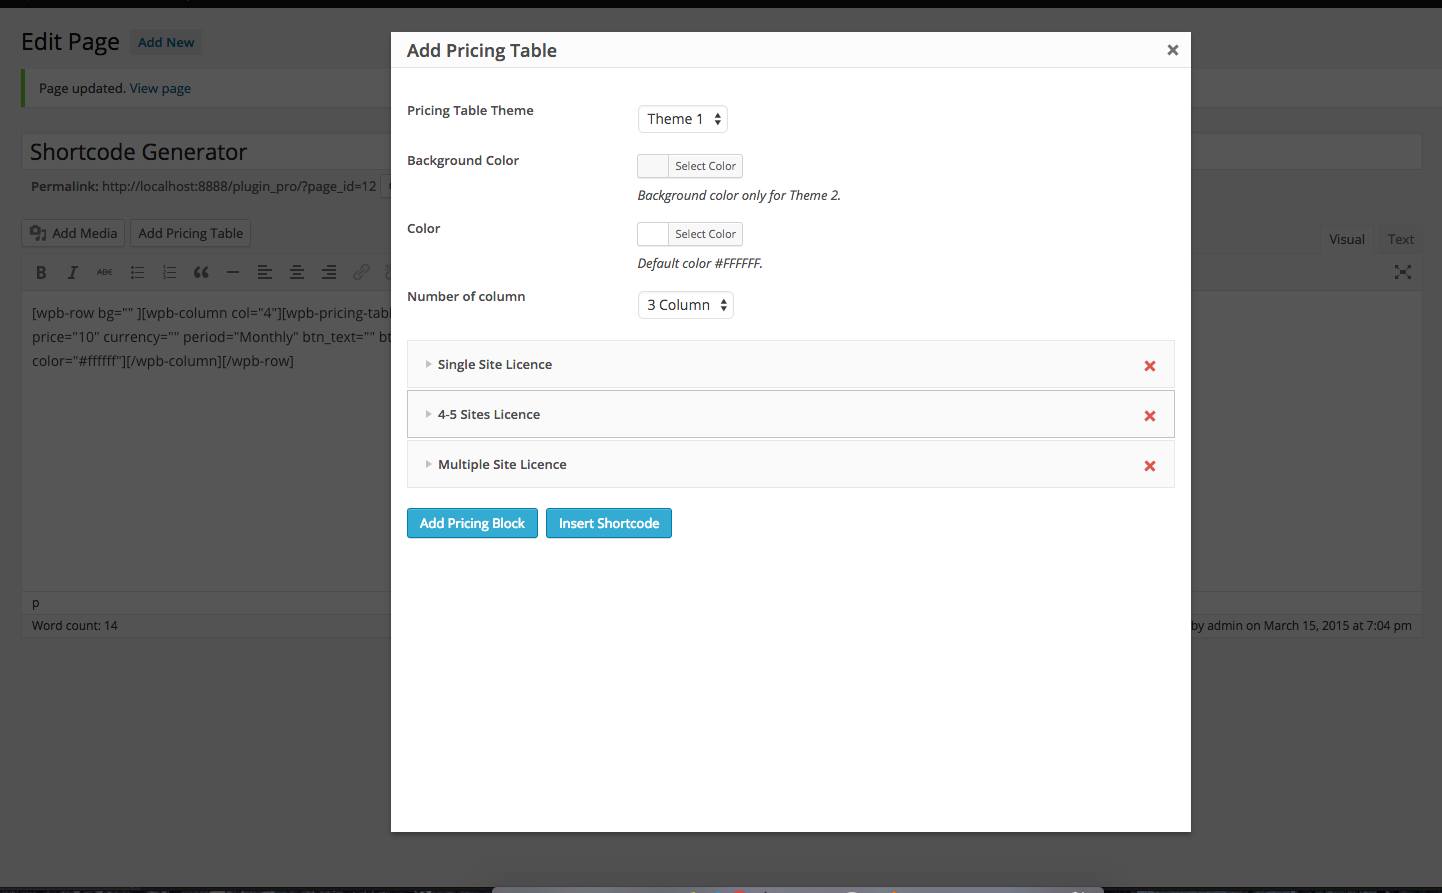 Edit Page Add New
Page updated. View page
Shortcode Generator
Permalink: http://localhost:8888/plugin_pro/?page_id=12
Add Media Add Pricing Table
Visual Text
B I ABC
[wpb-row bg="" ][wpb-column col="4"][wpb-pricing-tabl
price="10" currency="" period="Monthly" btn_text="" bt
color="#ffffff"][/wpb-column][/wpb-row]
p
Word count: 14
by admin on March 15, 2015 at 7:04 pm
Add Pricing Table
Pricing Table Theme
Theme 1
Background Color
Select Color
Background color only for Theme 2.
Color
Select Color
Default color #FFFFFF.
Number of column
3 Column
Single Site Licence
4-5 Sites Licence
Multiple Site Licence
Add Pricing Block Insert Shortcode